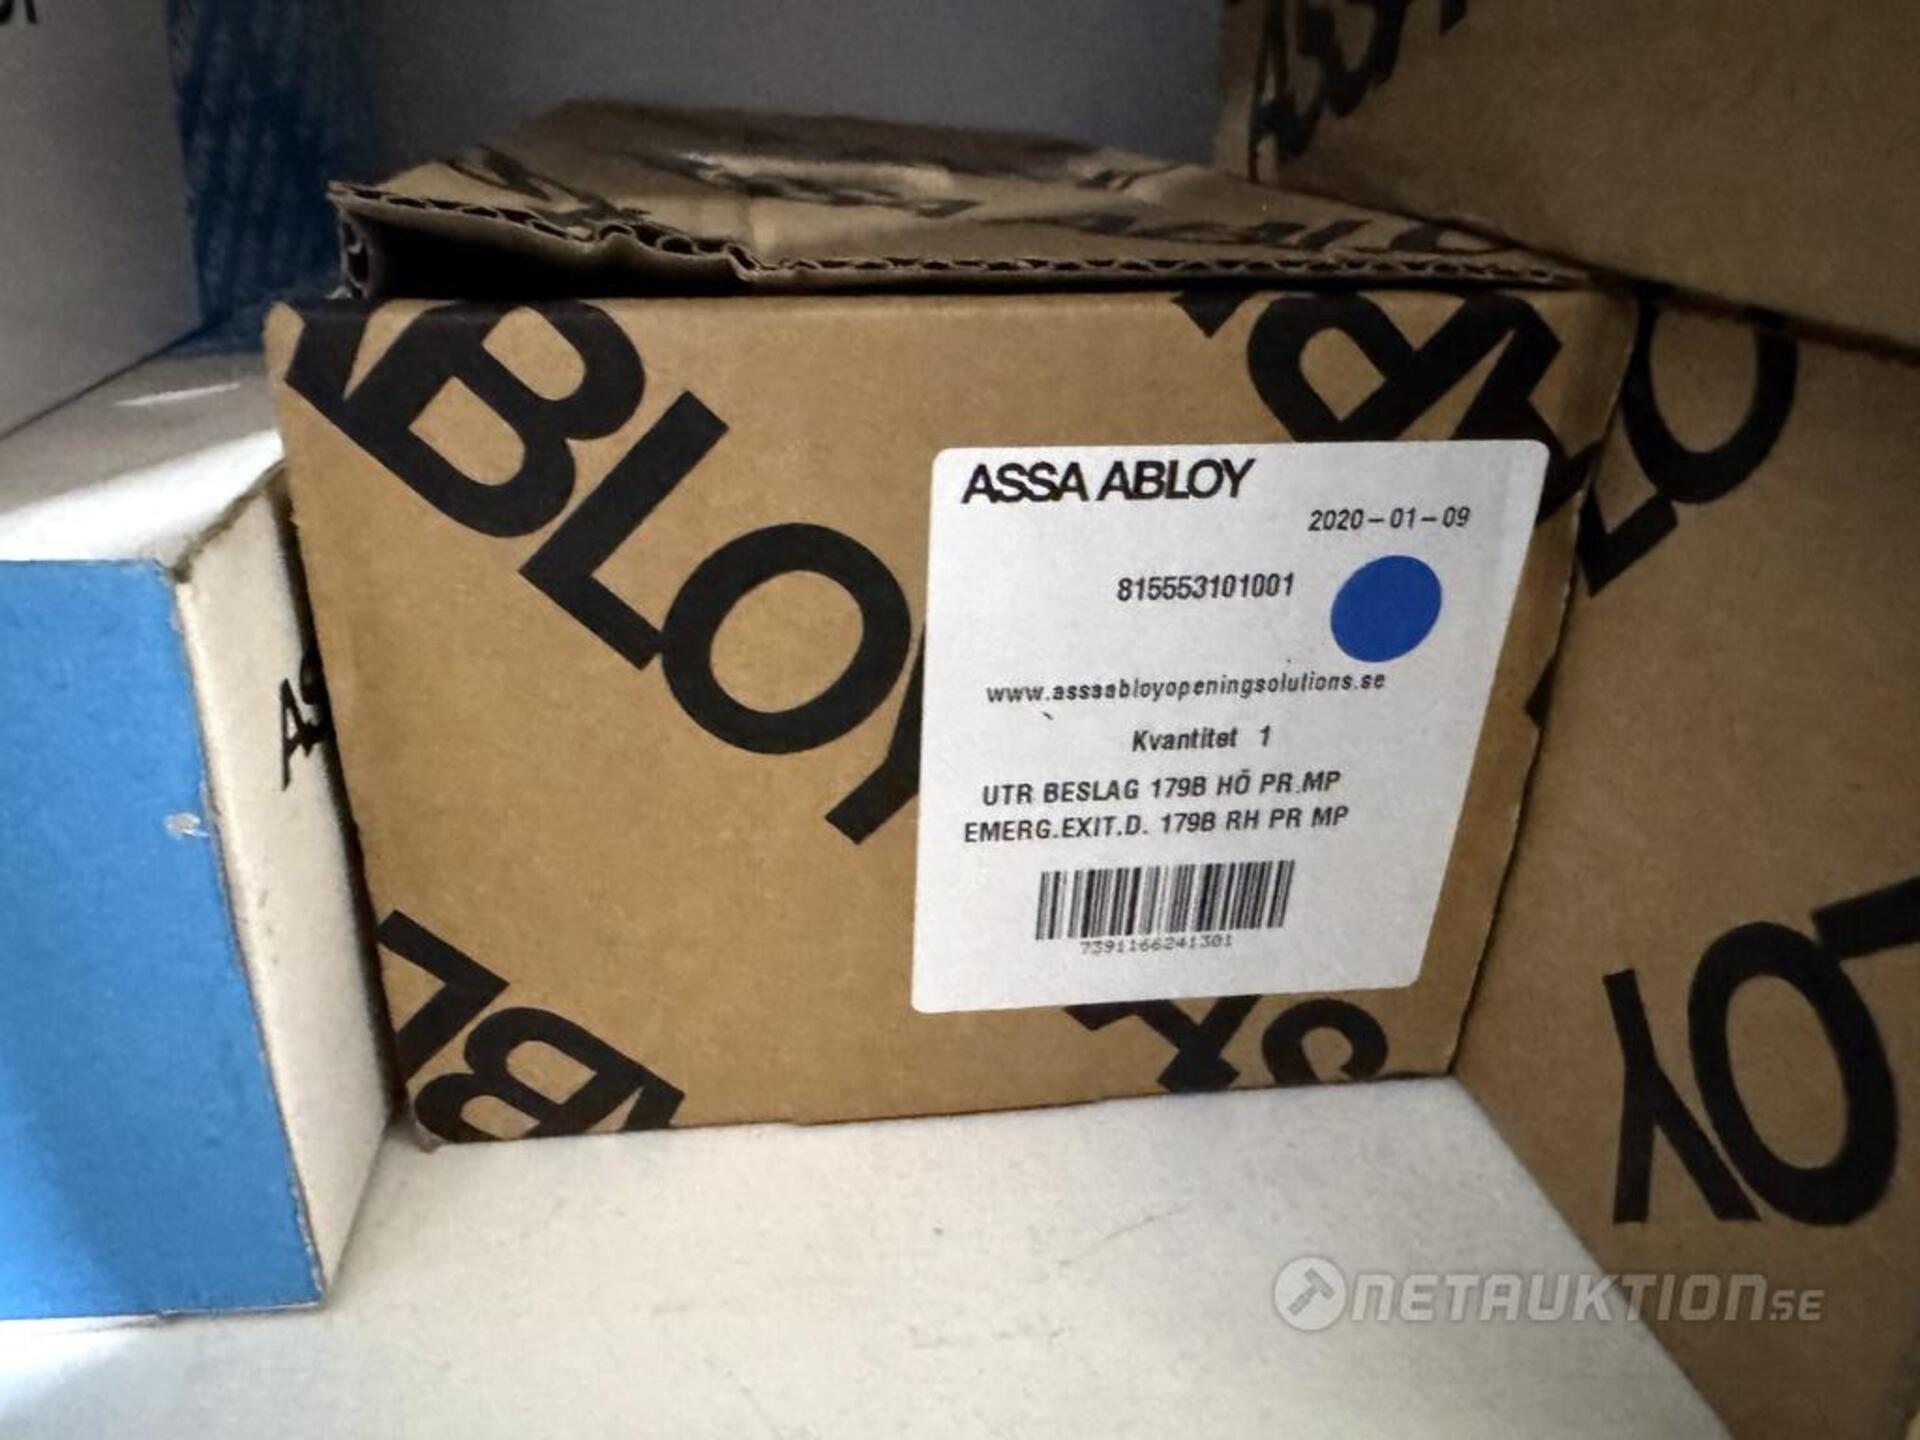 ABLOY
ASSA ABLOY
2020-01-09
815553101001
www.assaabloyopeningsolutions.se
Kvantitet 1
UTR BESLAG 179B HÖ PR.MP
EMERG.EXIT.D. 179B RH PR MP
7391166241301
NETAUKTION.SE